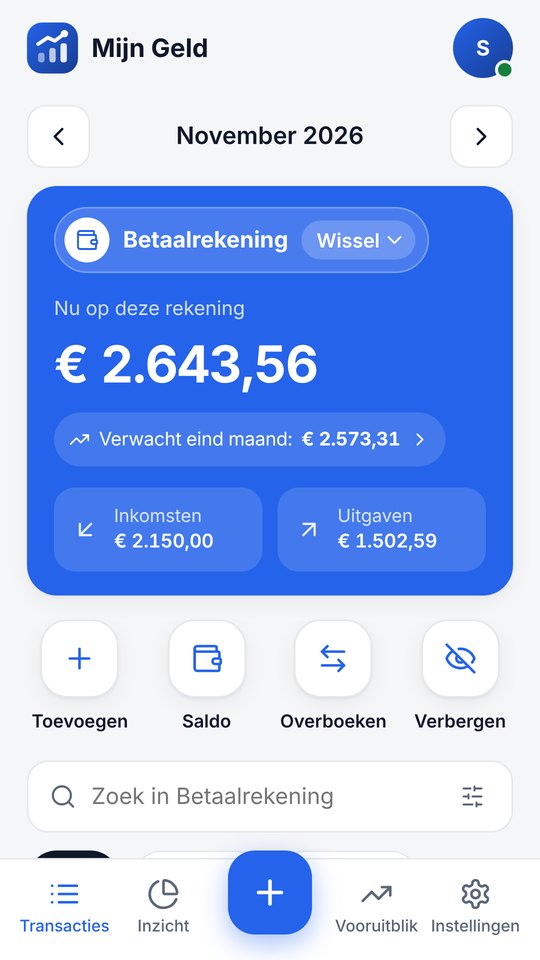 Mijn Geld
S
November 2026
Betaalrekening
Wissel
Nu op deze rekening
€ 2.643,56
Verwacht eind maand: € 2.573,31
Inkomsten
€ 2.150,00
Uitgaven
€ 1.502,59
Toevoegen
Saldo
Overboeken
Verbergen
Zoek in Betaalrekening
Transacties
Inzicht
Vooruitblik
Instellingen